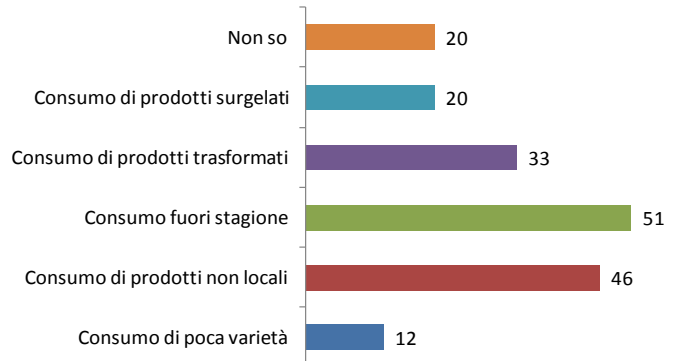 Non so 20
Consumo di prodotti surgelati 20
Consumo di prodotti trasformati 33
Consumo fuori stagione 51
Consumo di prodotti non locali 46
Consumo di poca varietà 12